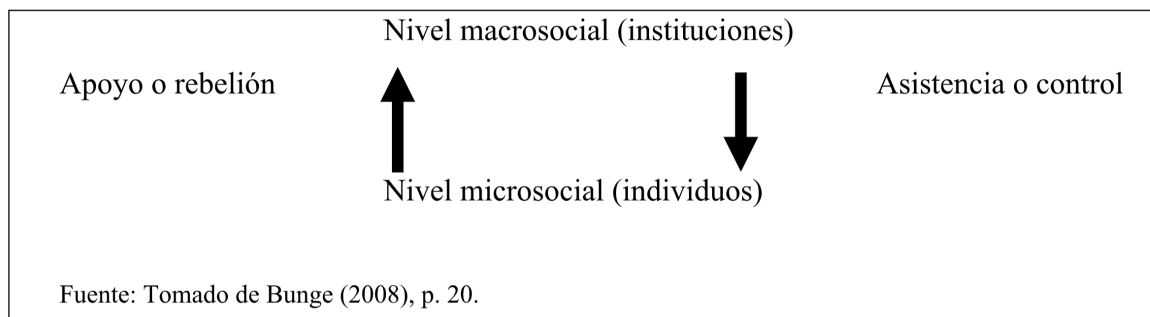 Nivel macrosocial (instituciones)
Apoyo o rebelión
Asistencia o control
Nivel microsocial (individuos)
Fuente: Tomado de Bunge (2008), p. 20.